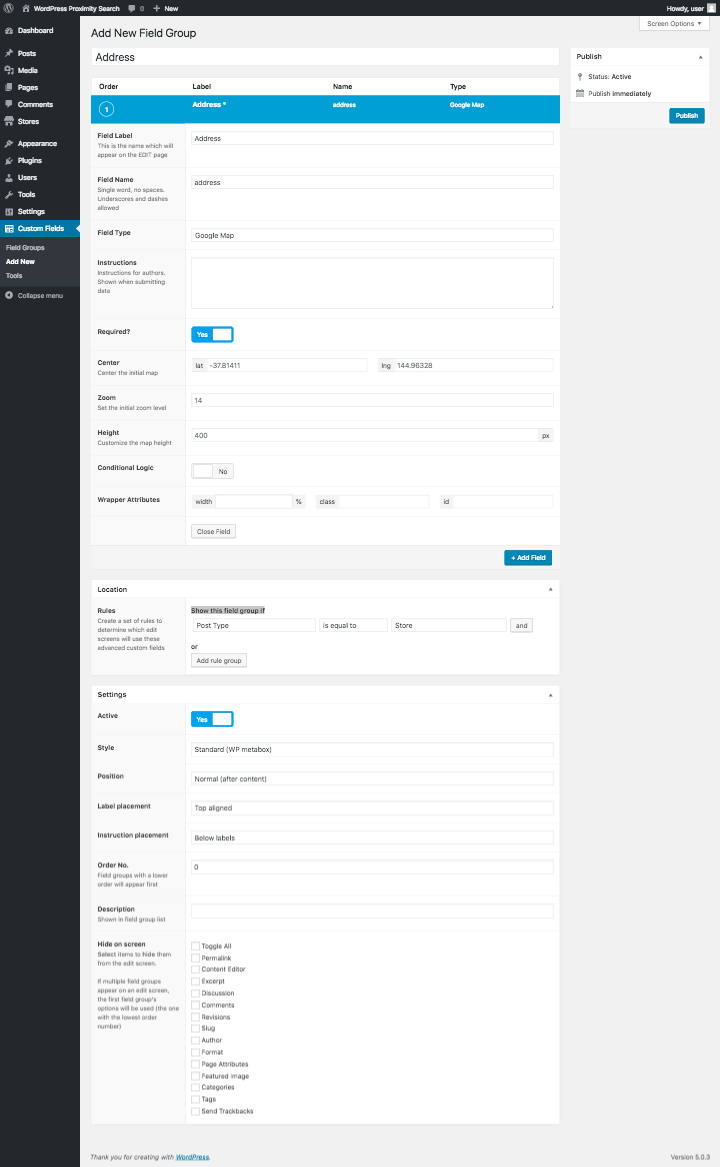 WordPress Proximity Search 0 + New Howdy, user
Screen Options ▼
Dashboard
Posts
Media
Pages
Comments
Stores
Appearance
Plugins
Users
Tools
Settings
Custom Fields
Field Groups
Add New
Tools
Collapse menu
Add New Field Group
Address
Order Label Name Type
1 Address * address Google Map
Field Label
This is the name which will
appear on the EDIT page
Address
Field Name
Single word, no spaces.
Underscores and dashes
allowed
address
Field Type
Google Map
Instructions
Instructions for authors.
Shown when submitting
data
Required?
Yes
Center
Center the initial map
lat -37.81411 lng 144.96328
Zoom
Set the initial zoom level
14
Height
Customize the map height
400 px
Conditional Logic
No
Wrapper Attributes
width % class id
Close Field
+ Add Field
Location
Rules
Create a set of rules to
determine which edit
screens will use these
advanced custom fields
Show this field group if
Post Type is equal to Store and
or
Add rule group
Settings
Active
Yes
Style
Standard (WP metabox)
Position
Normal (after content)
Label placement
Top aligned
Instruction placement
Below labels
Order No.
Field groups with a lower
order will appear first
0
Description
Shown in field group list
Hide on screen
Select items to hide them
from the edit screen.
If multiple field groups
appear on an edit screen,
the first field group's
options will be used (the one
with the lowest order
number)
Toggle All
Permalink
Content Editor
Excerpt
Discussion
Comments
Revisions
Slug
Author
Format
Page Attributes
Featured Image
Categories
Tags
Send Trackbacks
Publish
Status: Active
Publish immediately
Publish
Thank you for creating with WordPress.
Version 5.0.3